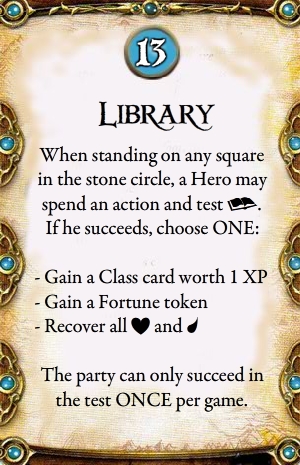 13
Library
When standing on any square
in the stone circle, a Hero may
spend an action and test .
If he succeeds, choose ONE:
- Gain a Class card worth 1 XP
- Gain a Fortune token
- Recover all ♥ and
The party can only succeed in
the test ONCE per game.